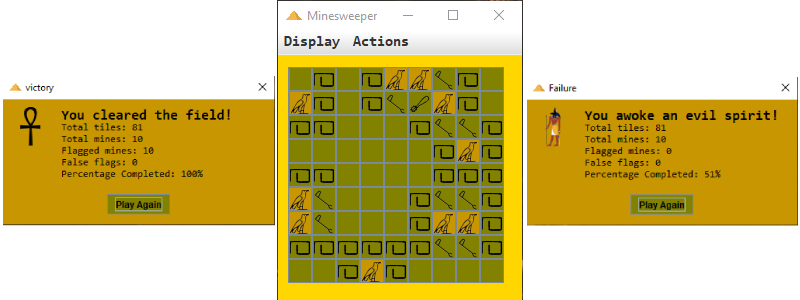 victory
You cleared the field!
Total tiles: 81
Total mines: 10
Flagged mines: 10
False flags: 0
Percentage Completed: 100%
Play Again
Minesweeper
Display Actions
Failure
You awoke an evil spirit!
Total tiles: 81
Total mines: 10
Flagged mines: 0
False flags: 0
Percentage Completed: 51%
Play Again